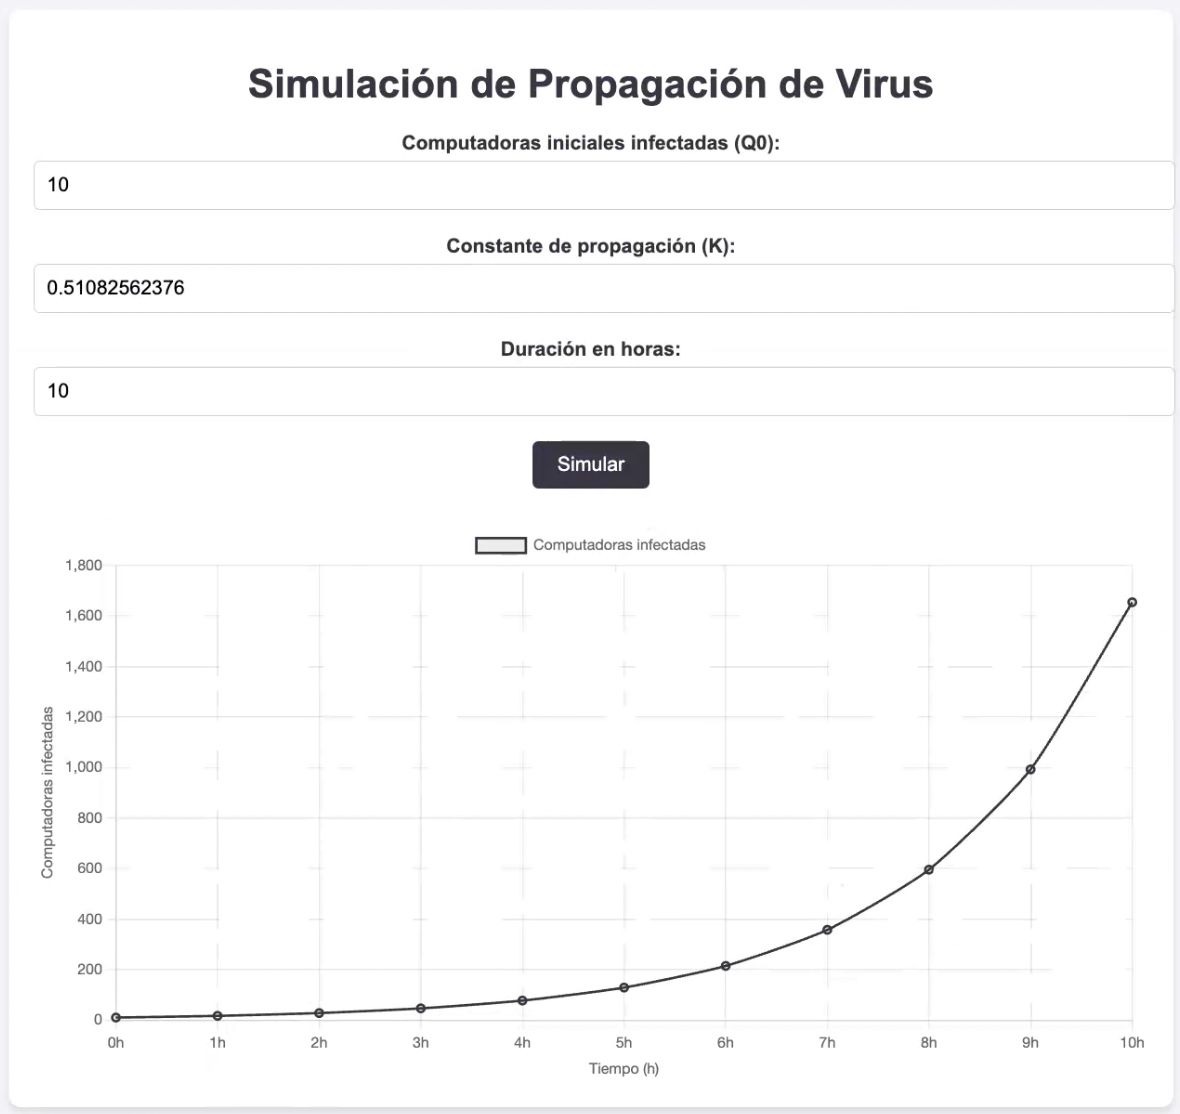 Simulación de Propagación de Virus
Computadoras iniciales infectadas (Q0):
10
Constante de propagación (K):
0.51082562376
Duración en horas:
10
Simular
Computadoras infectadas
1,800
1,600
1,400
1,200
1,000
800
600
400
200
0
Computadoras infectadas
0h 1h 2h 3h 4h 5h 6h 7h 8h 9h 10h
Tiempo (h)